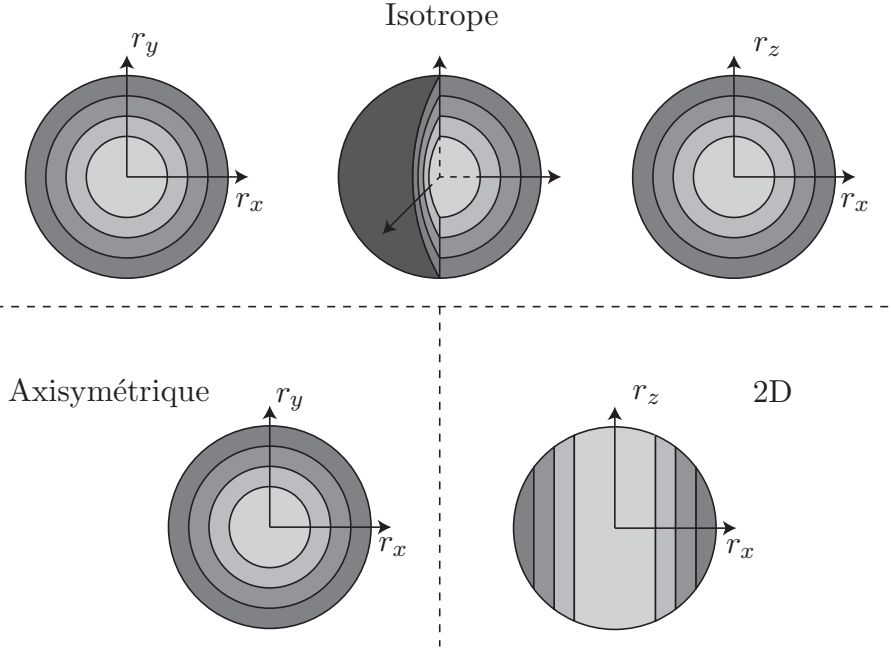 Isotrope
r_y
r_z
r_x
r_x
Axisymétrique
r_y
r_z
2D
r_x
r_x